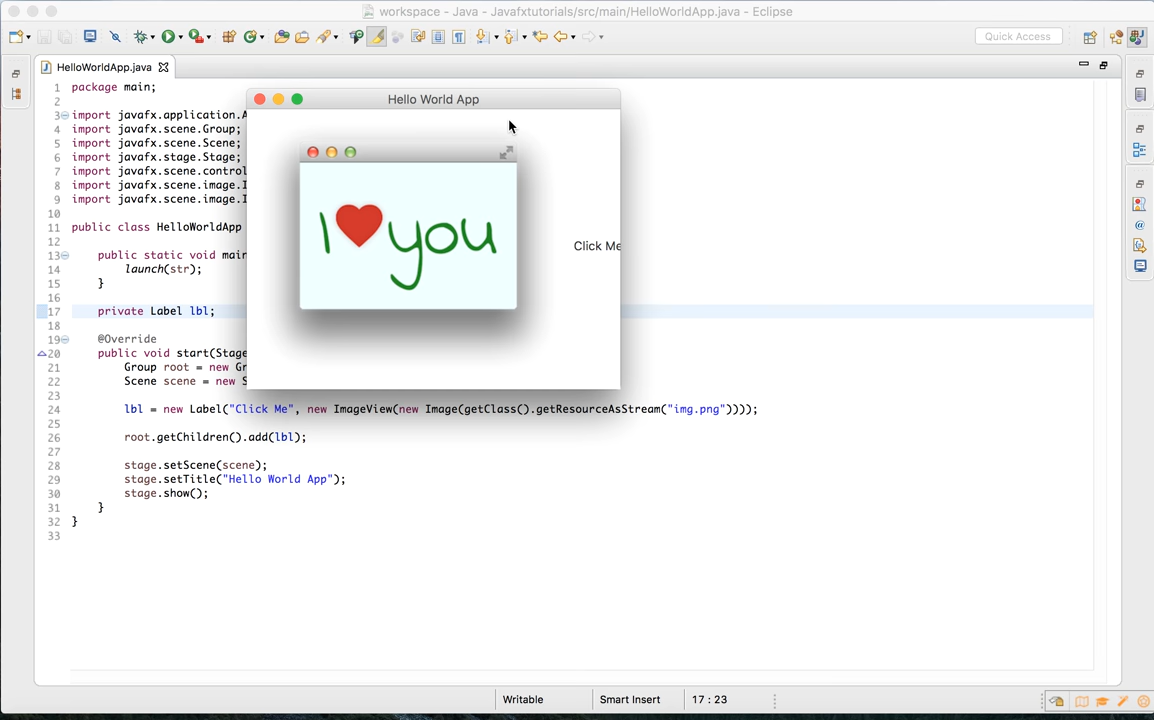 workspace - Java - Javafxtutorials/src/main/HelloWorldApp.java - Eclipse
Quick Access
HelloWorldApp.java
1 package main;
2
3 import javafx.application.A
4 import javafx.scene.Group;
5 import javafx.scene.Scene;
6 import javafx.stage.Stage;
7 import javafx.scene.control
8 import javafx.scene.image.I
9 import javafx.scene.image.I
10
11 public class HelloWorldApp
12
13 public static void main
14 launch(str);
15 }
16
17 private Label lbl;
18
19 @Override
20 public void start(Stage
21 Group root = new Gr
22 Scene scene = new S
23
24 lbl = new Label("Click Me", new ImageView(new Image(getClass().getResourceAsStream("img.png"))));
25
26 root.getChildren().add(lbl);
27
28 stage.setScene(scene);
29 stage.setTitle("Hello World App");
30 stage.show();
31 }
32 }
33
Hello World App
I you
Click Me
Writable
Smart Insert
17 : 23